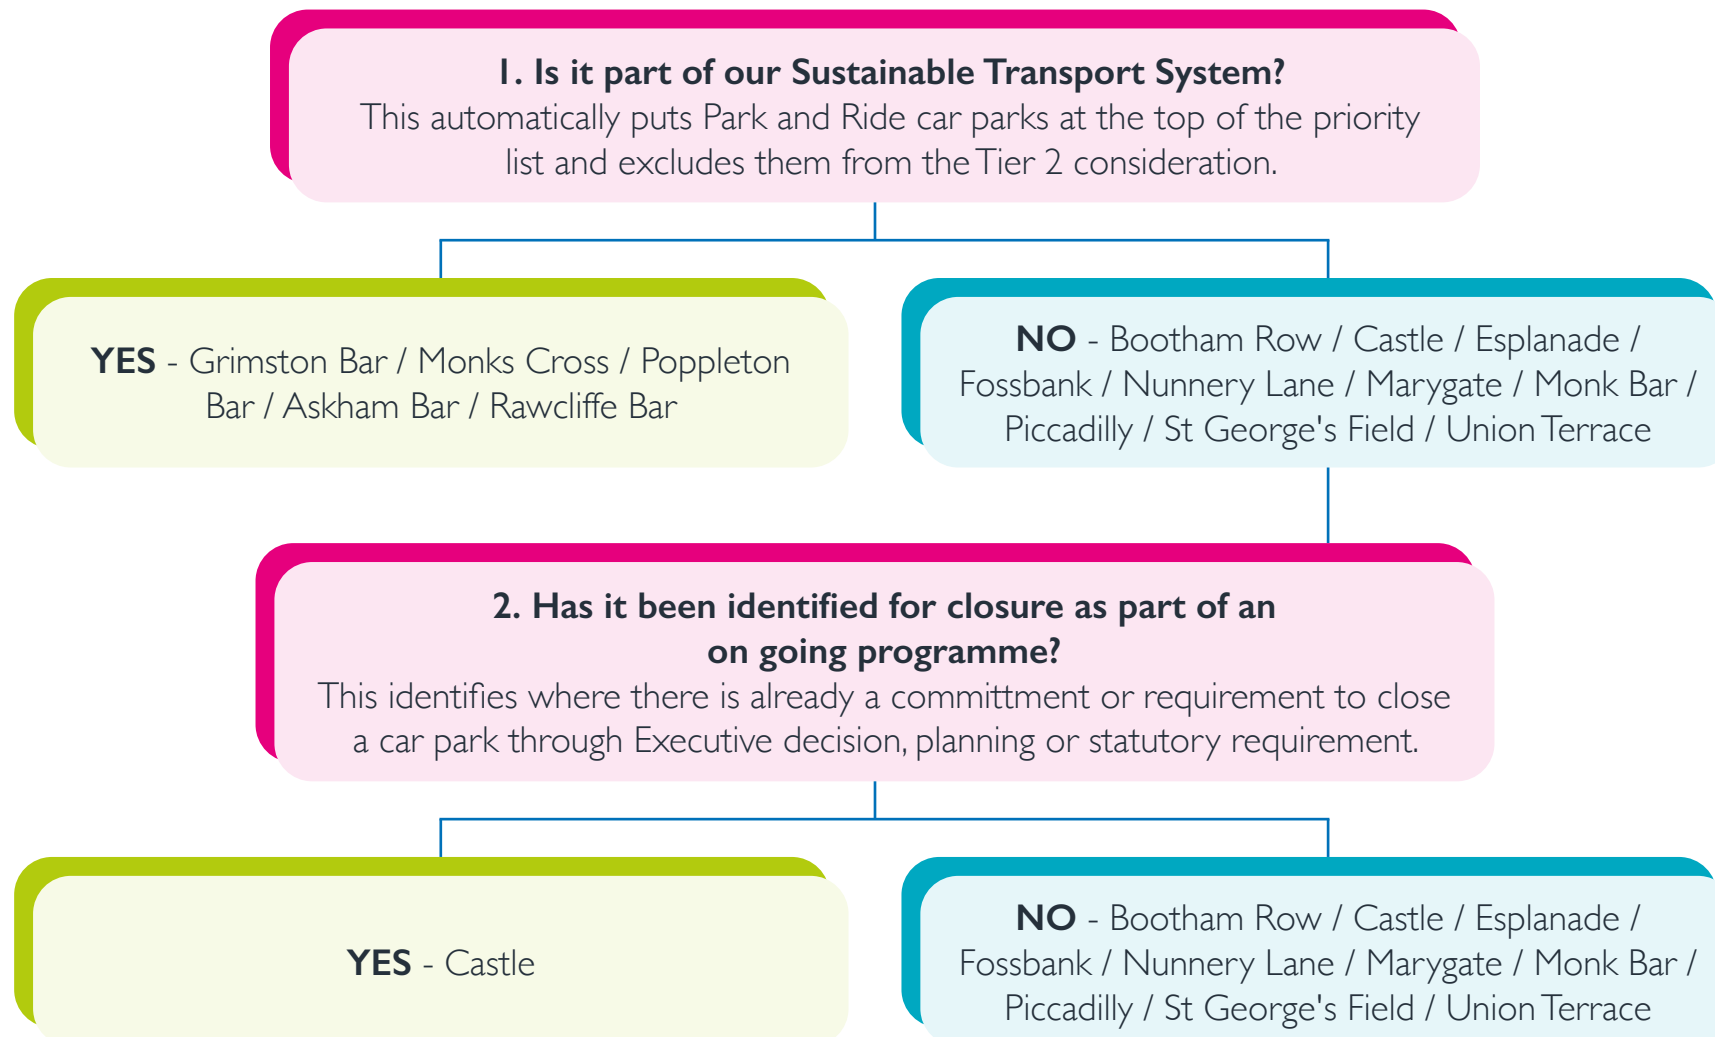 1. Is it part of our Sustainable Transport System?
This automatically puts Park and Ride car parks at the top of the priority
list and excludes them from the Tier 2 consideration.
YES - Grimston Bar / Monks Cross / Poppleton
Bar / Askham Bar / Rawcliffe Bar
NO - Bootham Row / Castle / Esplanade /
Fossbank / Nunnery Lane / Marygate / Monk Bar /
Piccadilly / St George's Field / Union Terrace
2. Has it been identified for closure as part of an
on going programme?
This identifies where there is already a committment or requirement to close
a car park through Executive decision, planning or statutory requirement.
YES - Castle
NO - Bootham Row / Castle / Esplanade /
Fossbank / Nunnery Lane / Marygate / Monk Bar /
Piccadilly / St George's Field / Union Terrace